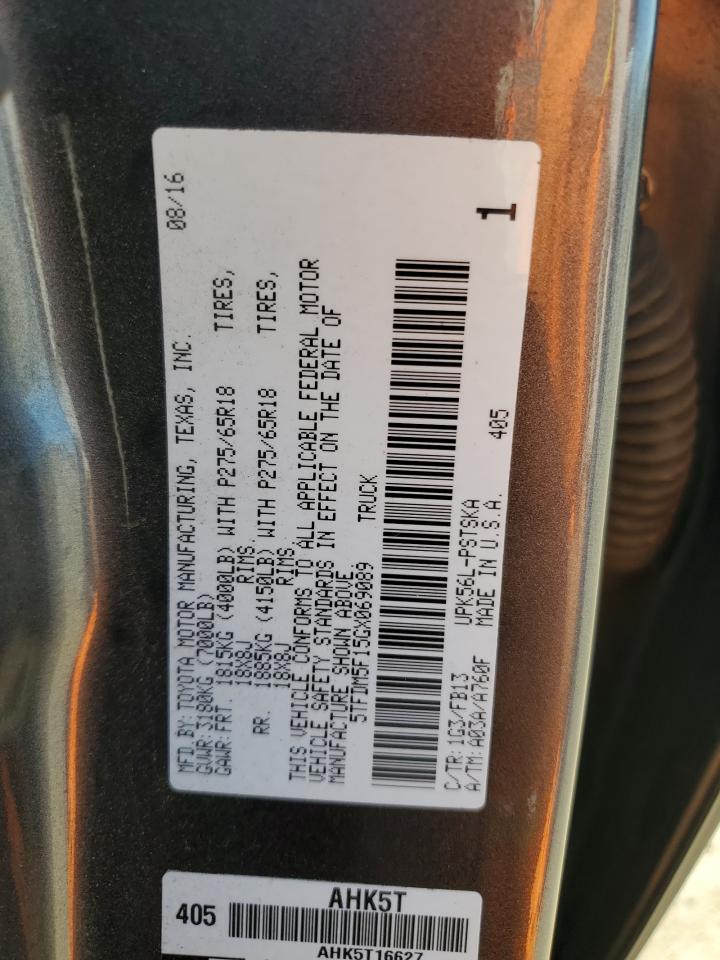 MFD. BY: TOYOTA MOTOR MANUFACTURING, TEXAS, INC. 08/16
GVWR: 3180KG (7000LB)
GAWR: FRT. 1815KG (4000LB) WITH P275/65R18 TIRES,
18X8J RIMS
RR. 1885KG (4150LB) WITH P275/65R18 TIRES,
18X8J RIMS
THIS VEHICLE CONFORMS TO ALL APPLICABLE FEDERAL MOTOR
VEHICLE SAFETY STANDARDS IN EFFECT ON THE DATE OF
MANUFACTURE SHOWN ABOVE.
5TFDM5F15GX069089 TRUCK
C/TR: 1G3/FB13 UPK56L-PSTSKA 405
A/TM: A03A/A760F MADE IN U.S.A. 1
AHK5T
405
AHK5T16627